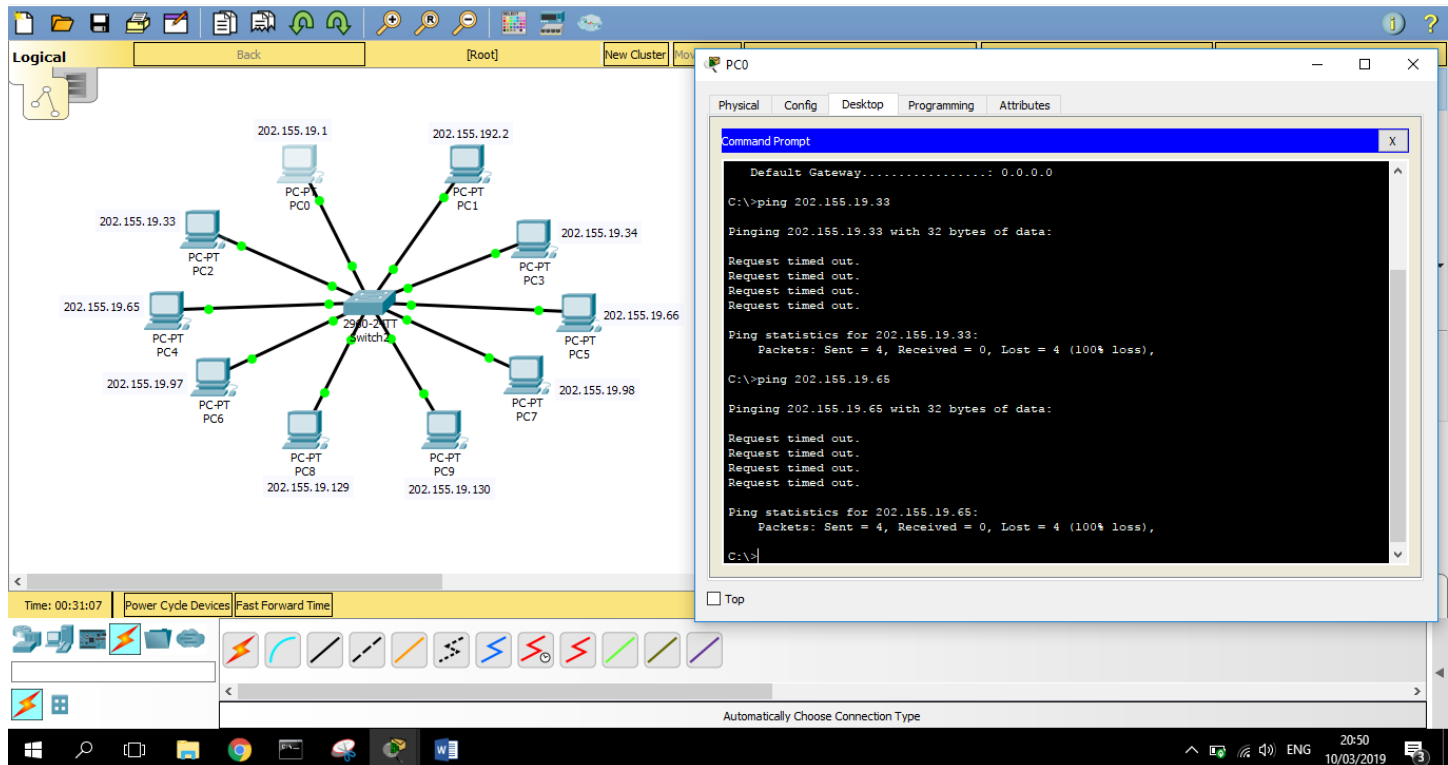 Logical
Back
[Root]
New Cluster
202.155.19.1
202.155.192.2
PC-PT
PC0
PC-PT
PC1
202.155.19.33
202.155.19.34
PC-PT
PC2
PC-PT
PC3
202.155.19.65
202.155.19.66
2960-24TT
Switch2
PC-PT
PC4
PC-PT
PC5
202.155.19.97
202.155.19.98
PC-PT
PC6
PC-PT
PC7
PC-PT
PC8
202.155.19.129
PC-PT
PC9
202.155.19.130
PC0
Physical Config Desktop Programming Attributes
Command Prompt X
Default Gateway.................: 0.0.0.0
C:\>ping 202.155.19.33
Pinging 202.155.19.33 with 32 bytes of data:
Request timed out.
Request timed out.
Request timed out.
Request timed out.
Ping statistics for 202.155.19.33:
Packets: Sent = 4, Received = 0, Lost = 4 (100% loss),
C:\>ping 202.155.19.65
Pinging 202.155.19.65 with 32 bytes of data:
Request timed out.
Request timed out.
Request timed out.
Request timed out.
Ping statistics for 202.155.19.65:
Packets: Sent = 4, Received = 0, Lost = 4 (100% loss),
C:\>
Top
Time: 00:31:07 Power Cycle Devices Fast Forward Time
Automatically Choose Connection Type
ENG
20:50
10/03/2019
3